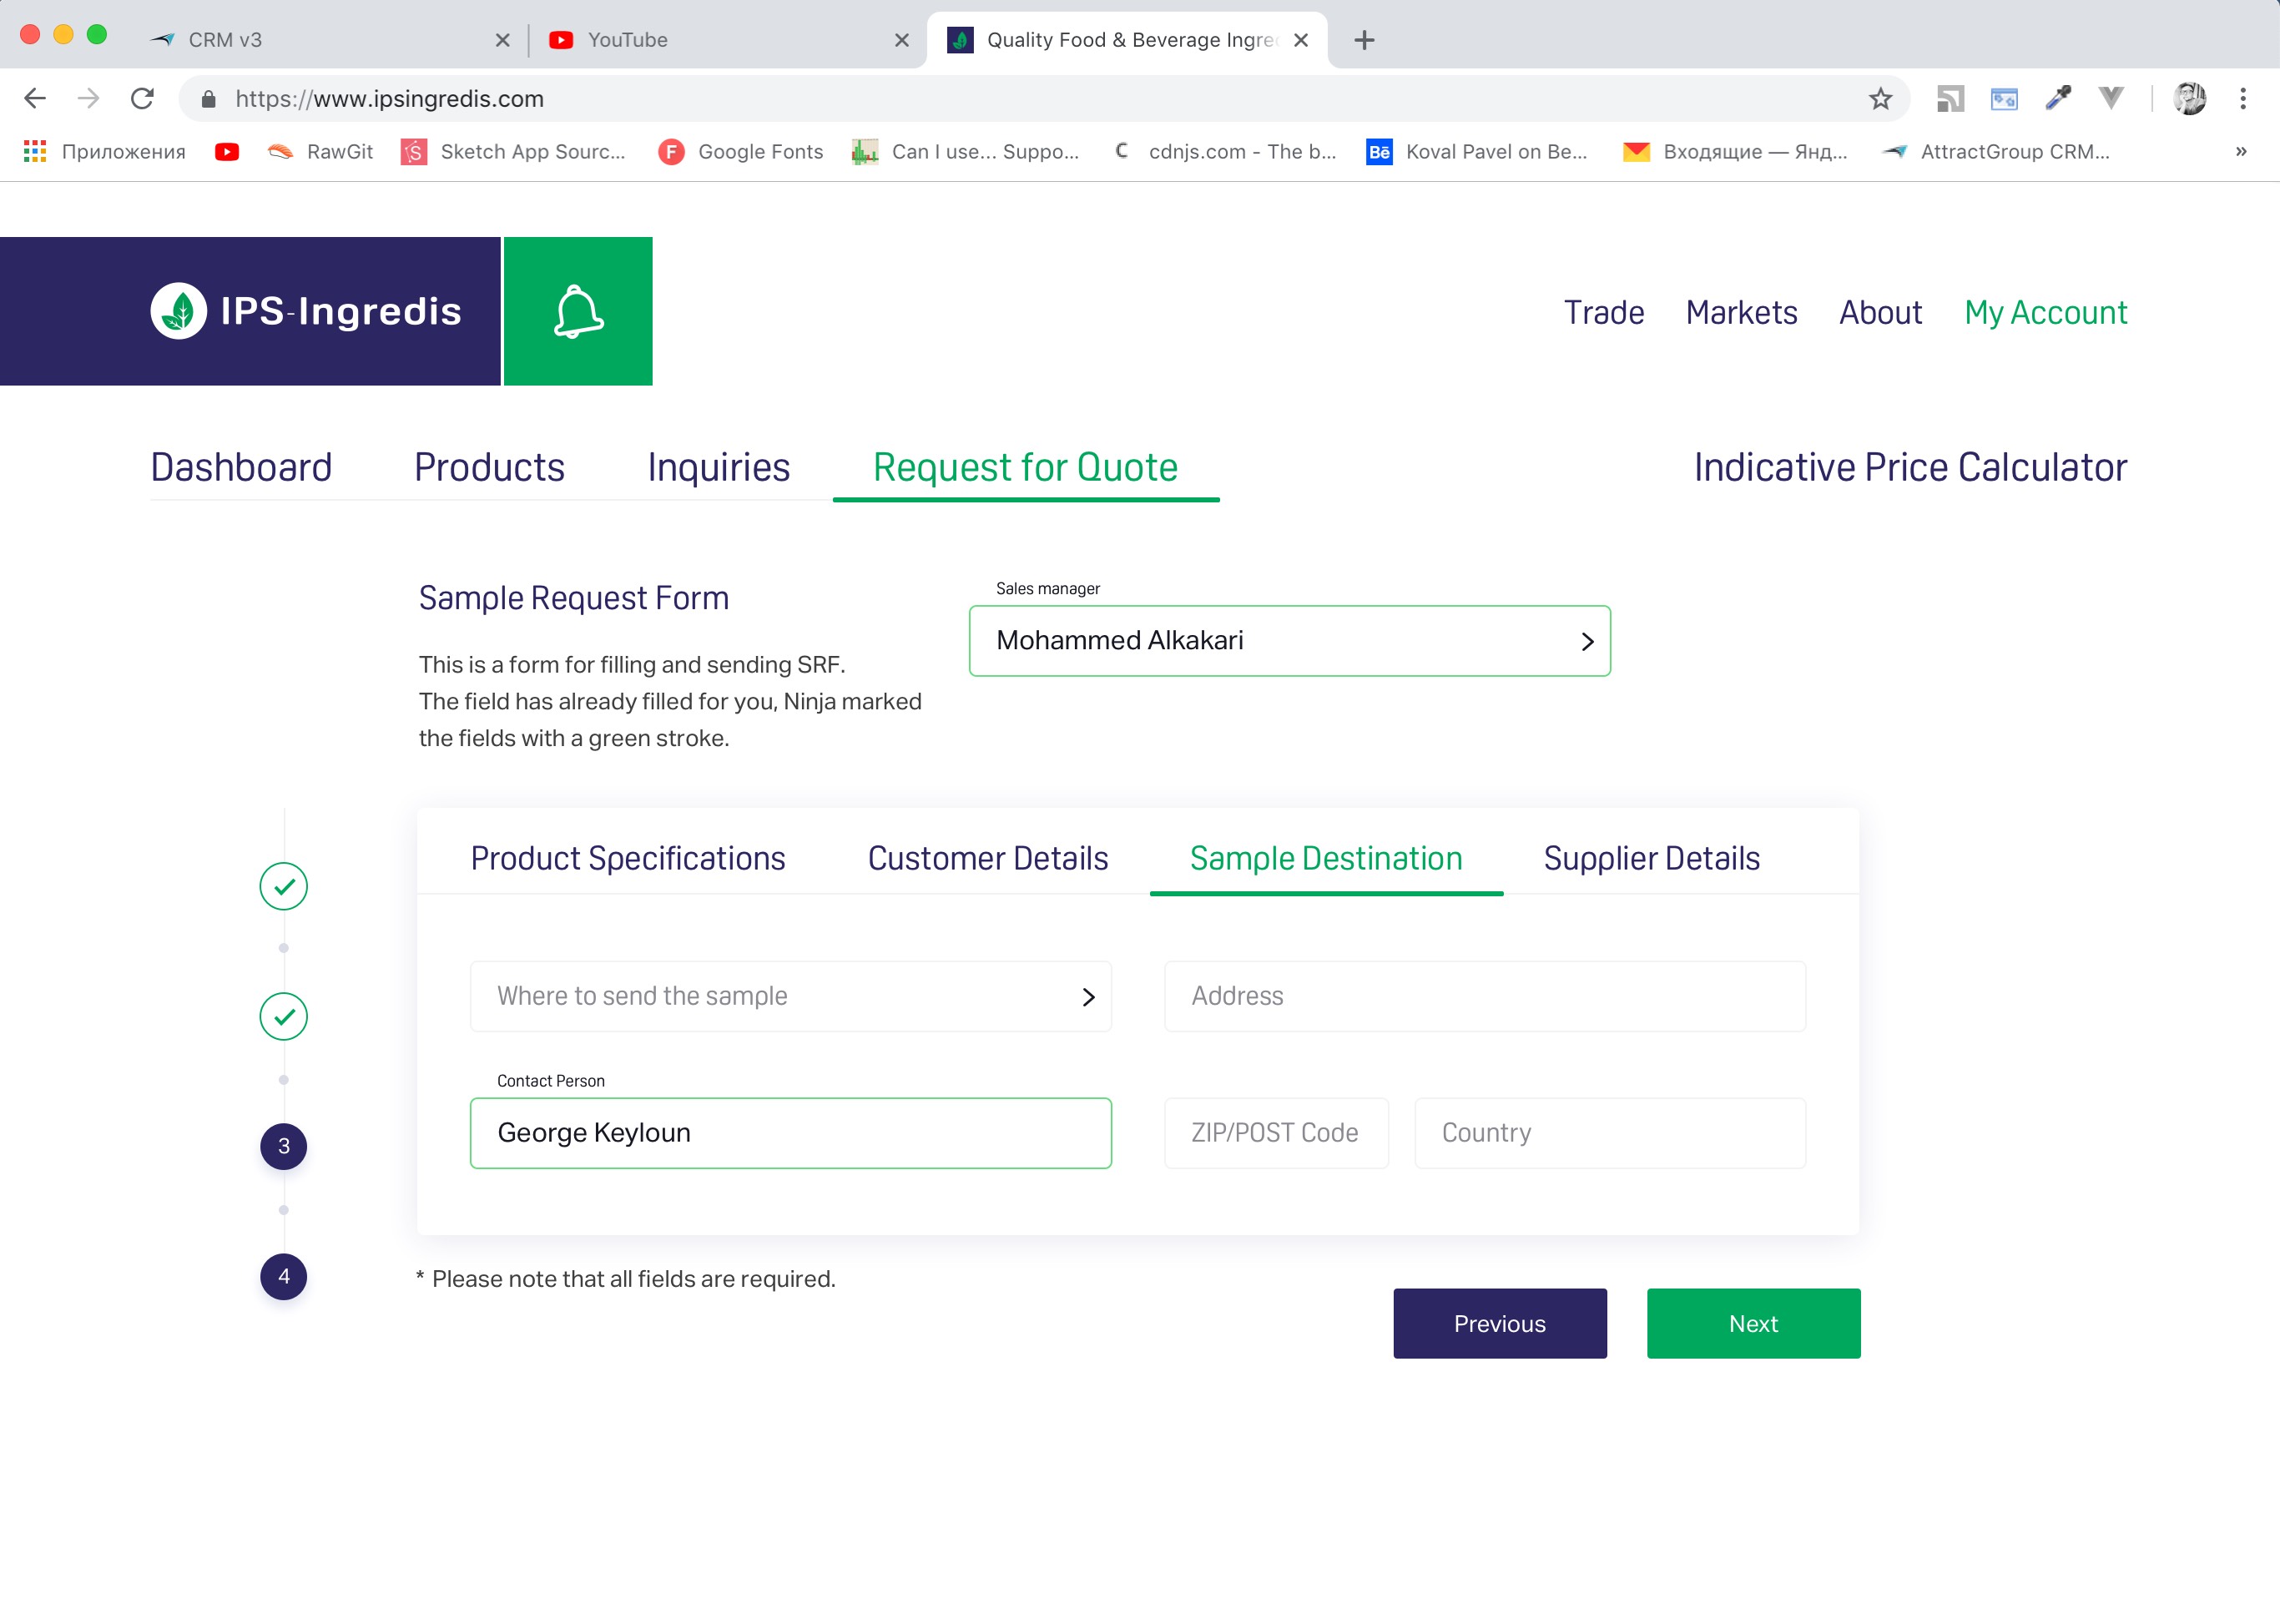 CRM v3
YouTube
Quality Food & Beverage Ingre
https://www.ipsingredis.com
Приложения
RawGit
Sketch App Sourc...
Google Fonts
Can I use... Suppo...
cdnjs.com - The b...
Koval Pavel on Be...
Входящие — Янд...
AttractGroup CRM...
IPS-Ingredis
Trade Markets About My Account
Dashboard Products Inquiries Request for Quote Indicative Price Calculator
Sample Request Form
This is a form for filling and sending SRF.
The field has already filled for you, Ninja marked
the fields with a green stroke.
Sales manager
Mohammed Alkakari
Product Specifications Customer Details Sample Destination Supplier Details
Where to send the sample
Address
Contact Person
George Keyloun
ZIP/POST Code
Country
3
4
* Please note that all fields are required.
Previous
Next